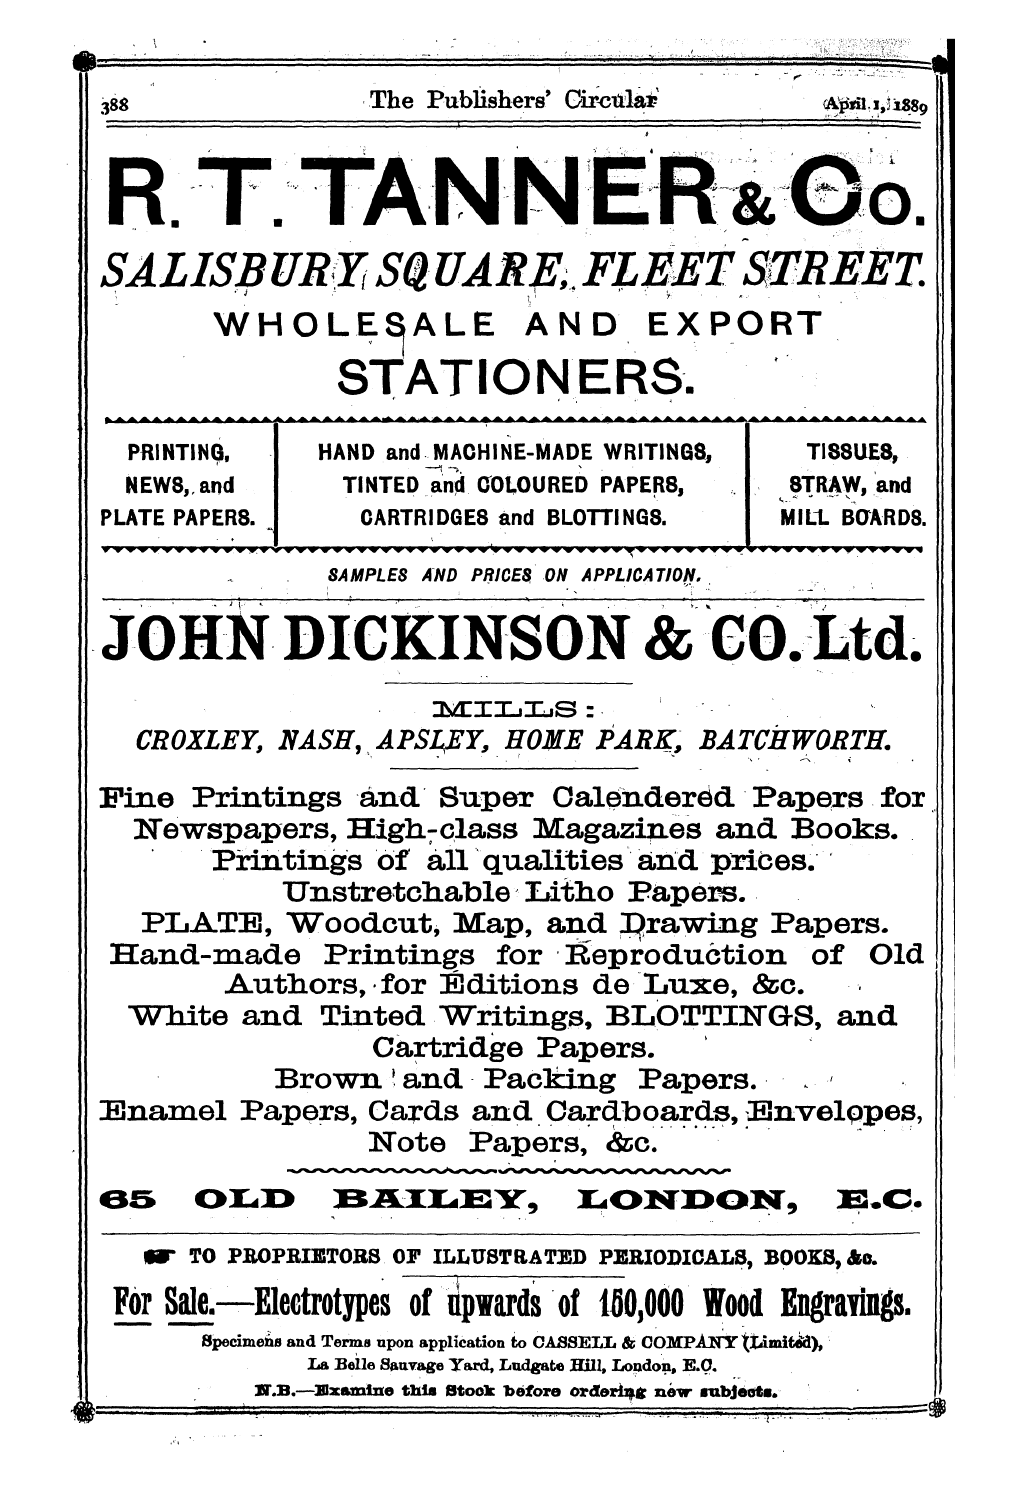 388
The Publishers' Circular
April 1, 1889
R. T. TANNER & Co.
SALISBURY SQUARE, FLEET STREET.
WHOLESALE AND EXPORT
STATIONERS.
PRINTING,
NEWS, and
PLATE PAPERS.
HAND and MACHINE-MADE WRITINGS,
TINTED and COLOURED PAPERS,
CARTRIDGES and BLOTTINGS.
TISSUES,
STRAW, and
MILL BOARDS.
SAMPLES AND PRICES ON APPLICATION.
JOHN DICKINSON & CO. Ltd.
MILLS:
CROXLEY, NASH, APSLEY, HOME PARK, BATCHWORTH.
Fine Printings and Super Calendered Papers for
Newspapers, High-class Magazines and Books.
Printings of all qualities and prices.
Unstretchable Litho Papers.
PLATE, Woodcut, Map, and Drawing Papers.
Hand-made Printings for Reproduction of Old
Authors, for Editions de Luxe, &c.
White and Tinted Writings, BLOTTINGS, and
Cartridge Papers.
Brown and Packing Papers.
Enamel Papers, Cards and Cardboards, Envelopes,
Note Papers, &c.
65 OLD BAILEY, LONDON, E.C.
☛ TO PROPRIETORS OF ILLUSTRATED PERIODICALS, BOOKS, &c.
For Sale.—Electrotypes of upwards of 150,000 Wood Engravings.
Specimens and Terms upon application to CASSELL & COMPANY (Limited),
La Belle Sauvage Yard, Ludgate Hill, London, E.C.
N.B.—Examine this Stock before ordering new subjects.